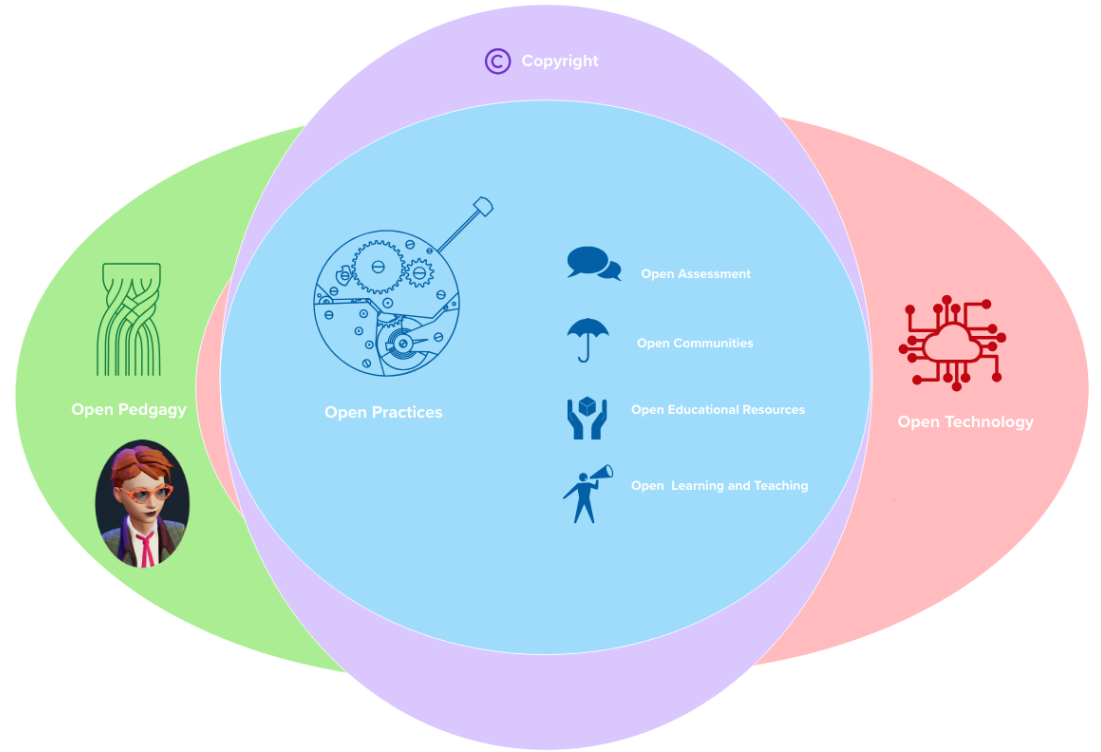 © Copyright
Open Assessment
Open Communities
Open Pedgagy
Open Practices
Open Educational Resources
Open Technology
Open Learning and Teaching